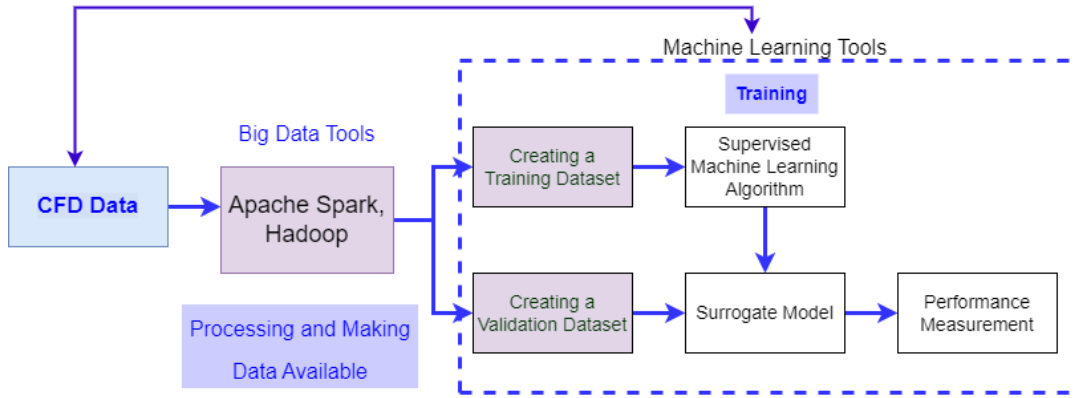 Machine Learning Tools
Training
Big Data Tools
CFD Data
Apache Spark,
Hadoop
Processing and Making
Data Available
Creating a
Training Dataset
Supervised
Machine Learning
Algorithm
Creating a
Validation Dataset
Surrogate Model
Performance
Measurement